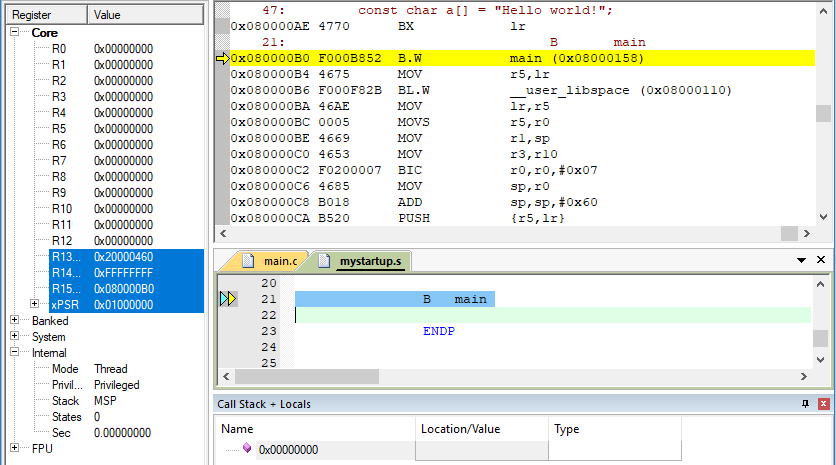 Register Value
Core
R0 0x00000000
R1 0x00000000
R2 0x00000000
R3 0x00000000
R4 0x00000000
R5 0x00000000
R6 0x00000000
R7 0x00000000
R8 0x00000000
R9 0x00000000
R10 0x00000000
R11 0x00000000
R12 0x00000000
R13... 0x20000460
R14... 0xFFFFFFFF
R15... 0x080000B0
xPSR 0x01000000
Banked
System
Internal
Mode Thread
Privil... Privileged
Stack MSP
States 0
Sec 0.00000000
FPU
47: const char a[] = "Hello world!";
0x080000AE 4770 BX lr
21: B main
0x080000B0 F000B852 B.W main (0x08000158)
0x080000B4 4675 MOV r5,lr
0x080000B6 F000F82B BL.W __user_libspace (0x08000110)
0x080000BA 46AE MOV lr,r5
0x080000BC 0005 MOVS r5,r0
0x080000BE 4669 MOV r1,sp
0x080000C0 4653 MOV r3,r10
0x080000C2 F0200007 BIC r0,r0,#0x07
0x080000C6 4685 MOV sp,r0
0x080000C8 B018 ADD sp,sp,#0x60
0x080000CA B520 PUSH {r5,lr}
main.c mystartup.s
20
21 B main
22
23 ENDP
24
25
Call Stack + Locals
Name Location/Value Type
0x00000000